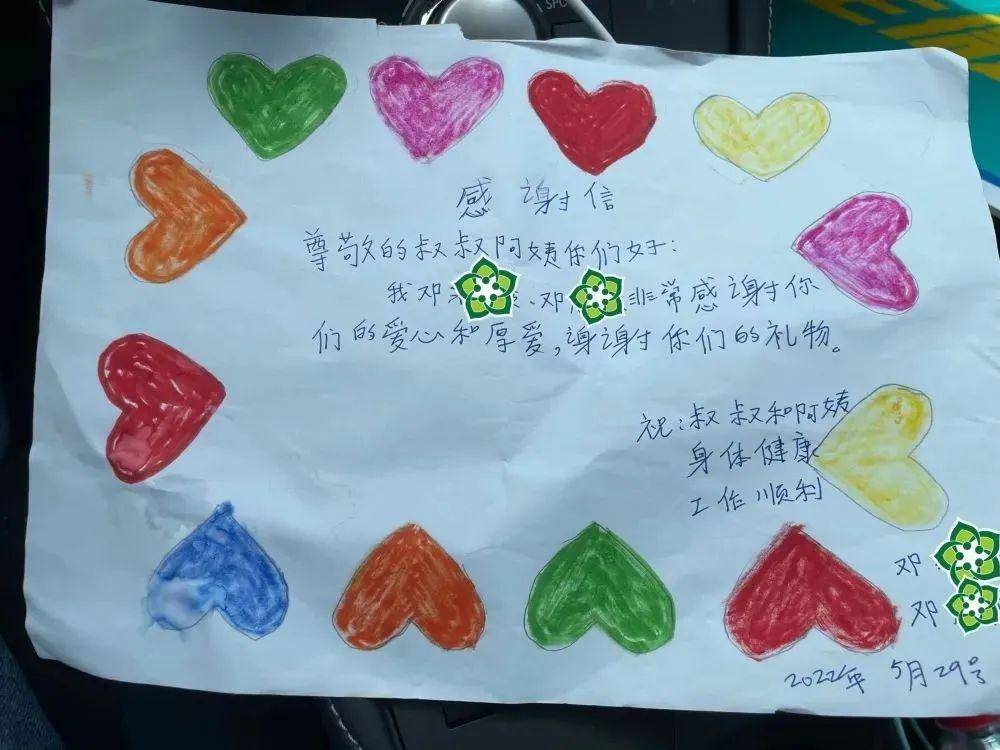 感谢信
尊敬的叔叔阿姨你们好:
我邓 、邓 非常感谢你
们的爱心和厚爱,谢谢你们的礼物。
祝:叔叔和阿姨
身体健康
工作顺利
邓
邓
2022年 5月29号
SPC